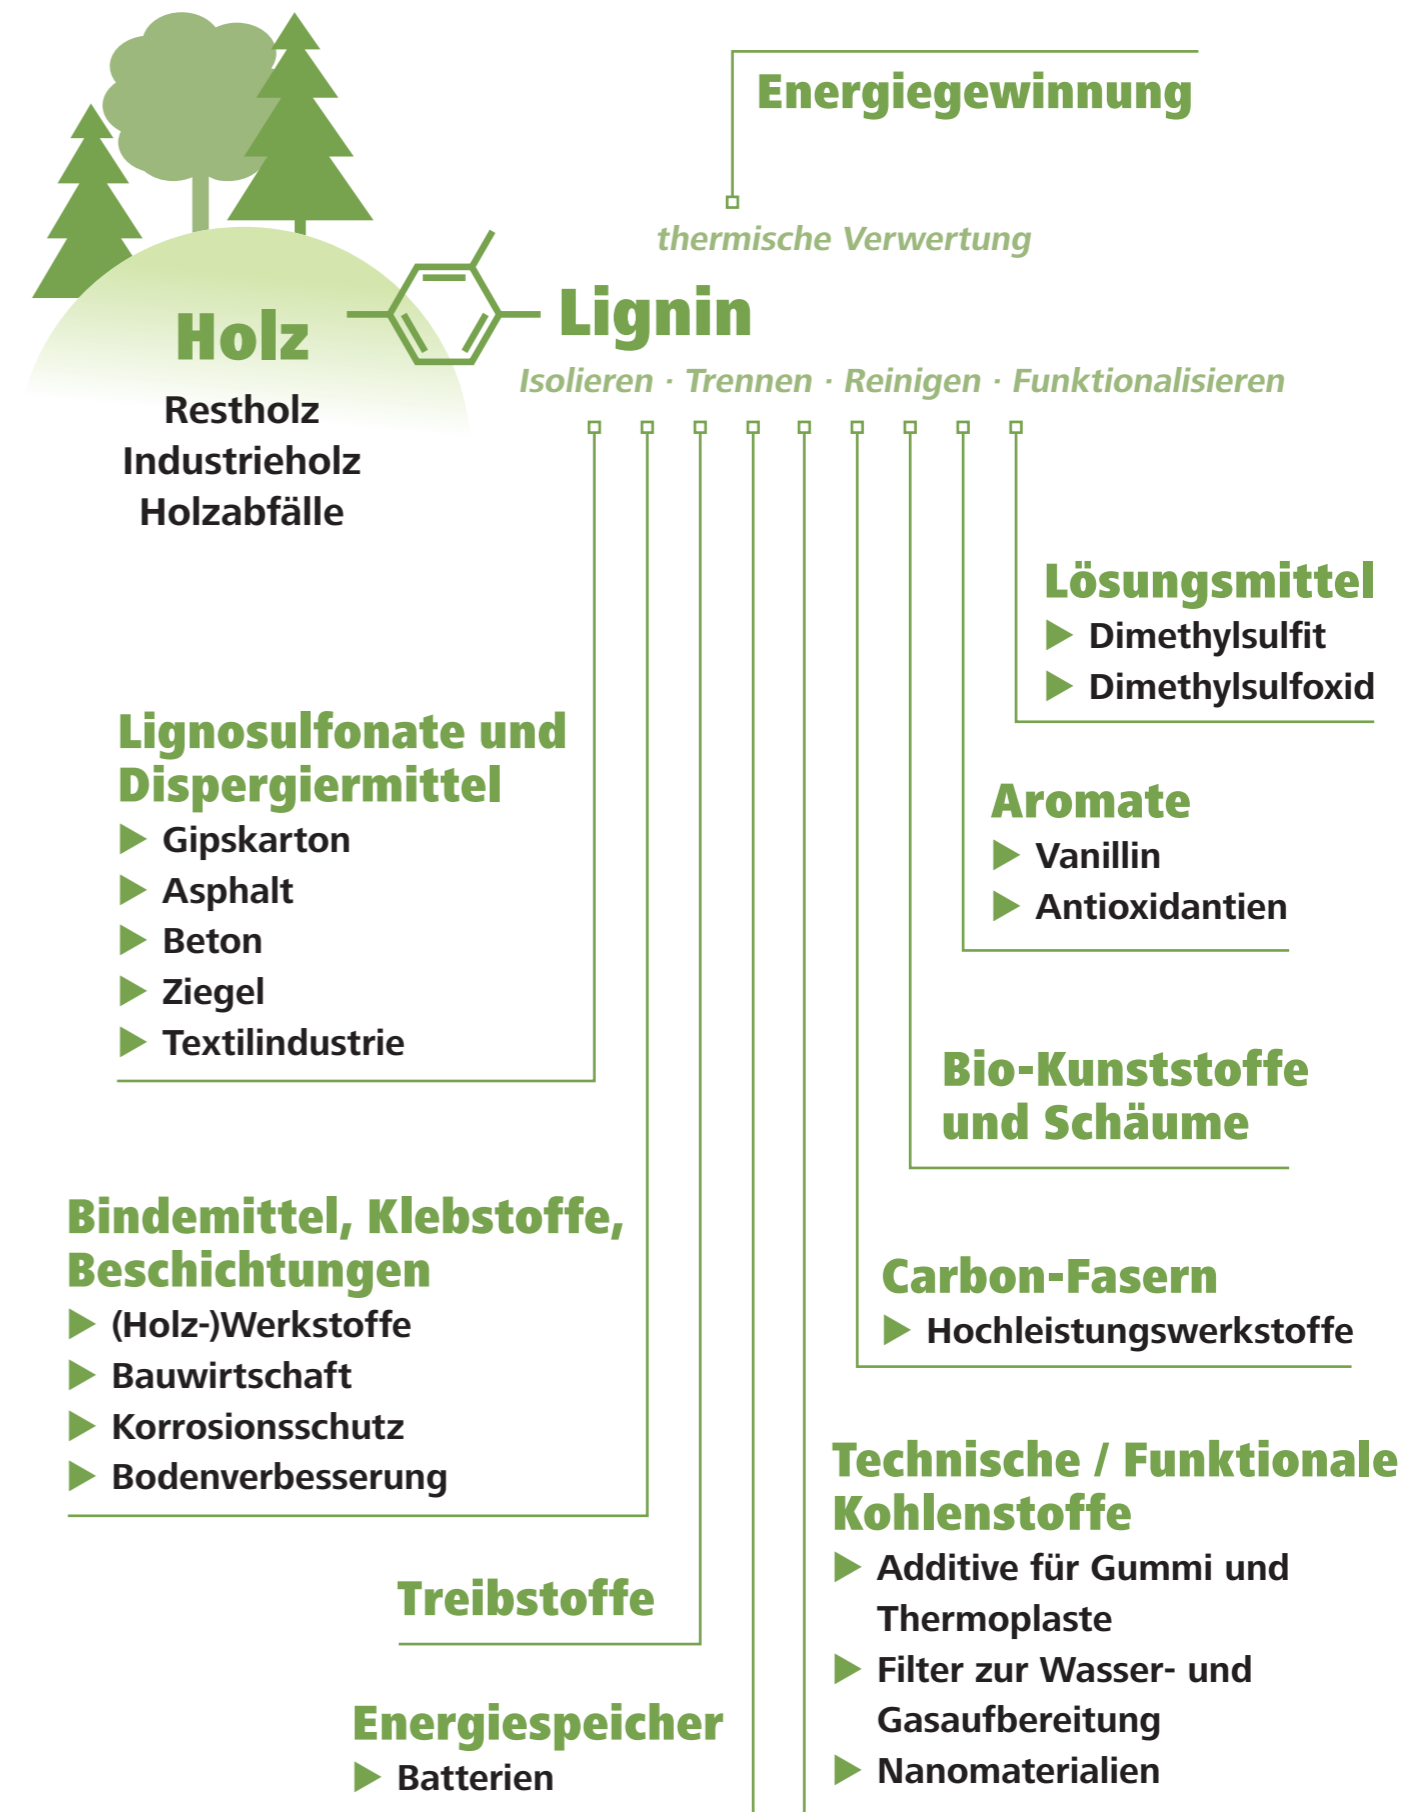 Energiegewinnung
thermische Verwertung
Holz
Lignin
Isolieren · Trennen · Reinigen · Funktionalisieren
Restholz
Industrieholz
Holzabfälle
Lösungsmittel
Dimethylsulfit
Dimethylsulfoxid
Lignosulfonate und
Dispergiermittel
Gipskarton
Asphalt
Beton
Ziegel
Textilindustrie
Aromate
Vanillin
Antioxidantien
Bio-Kunststoffe
und Schäume
Bindemittel, Klebstoffe,
Beschichtungen
(Holz-)Werkstoffe
Bauwirtschaft
Korrosionsschutz
Bodenverbesserung
Carbon-Fasern
Hochleistungswerkstoffe
Treibstoffe
Energiespeicher
Batterien
Technische / Funktionale
Kohlenstoffe
Additive für Gummi und
Thermoplaste
Filter zur Wasser- und
Gasaufbereitung
Nanomaterialien